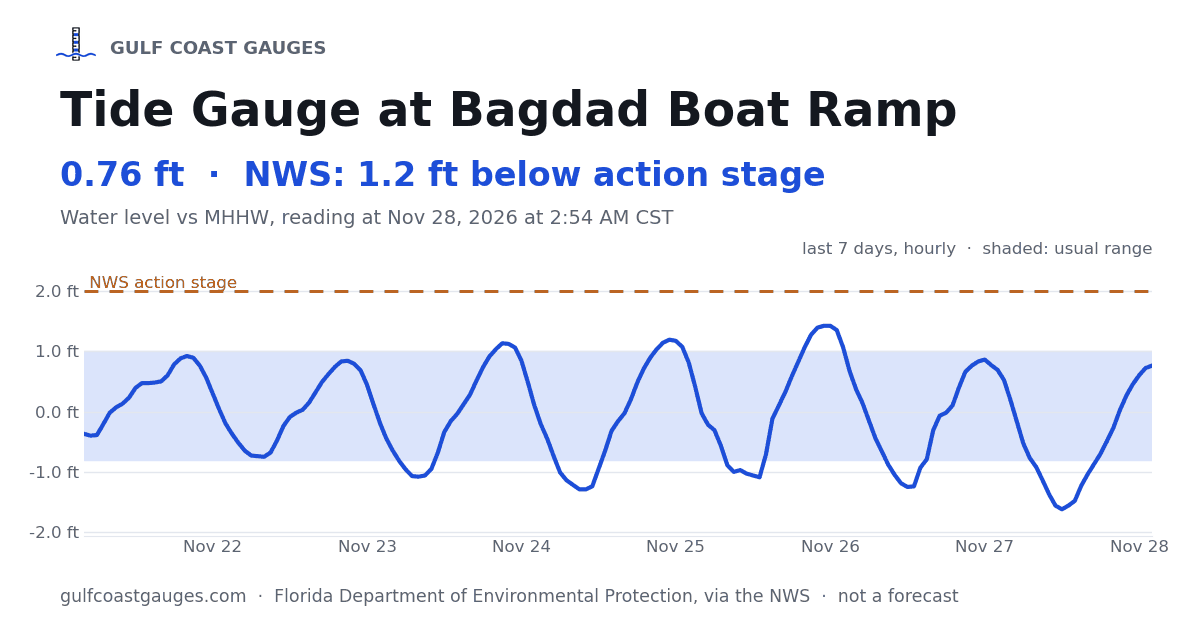 GULF COAST GAUGES
Tide Gauge at Bagdad Boat Ramp
0.76 ft · NWS: 1.2 ft below action stage
Water level vs MHHW, reading at Nov 28, 2026 at 2:54 AM CST
last 7 days, hourly · shaded: usual range
NWS action stage
2.0 ft
1.0 ft
0.0 ft
-1.0 ft
-2.0 ft
Nov 22 Nov 23 Nov 24 Nov 25 Nov 26 Nov 27 Nov 28
gulfcoastgauges.com · Florida Department of Environmental Protection, via the NWS · not a forecast